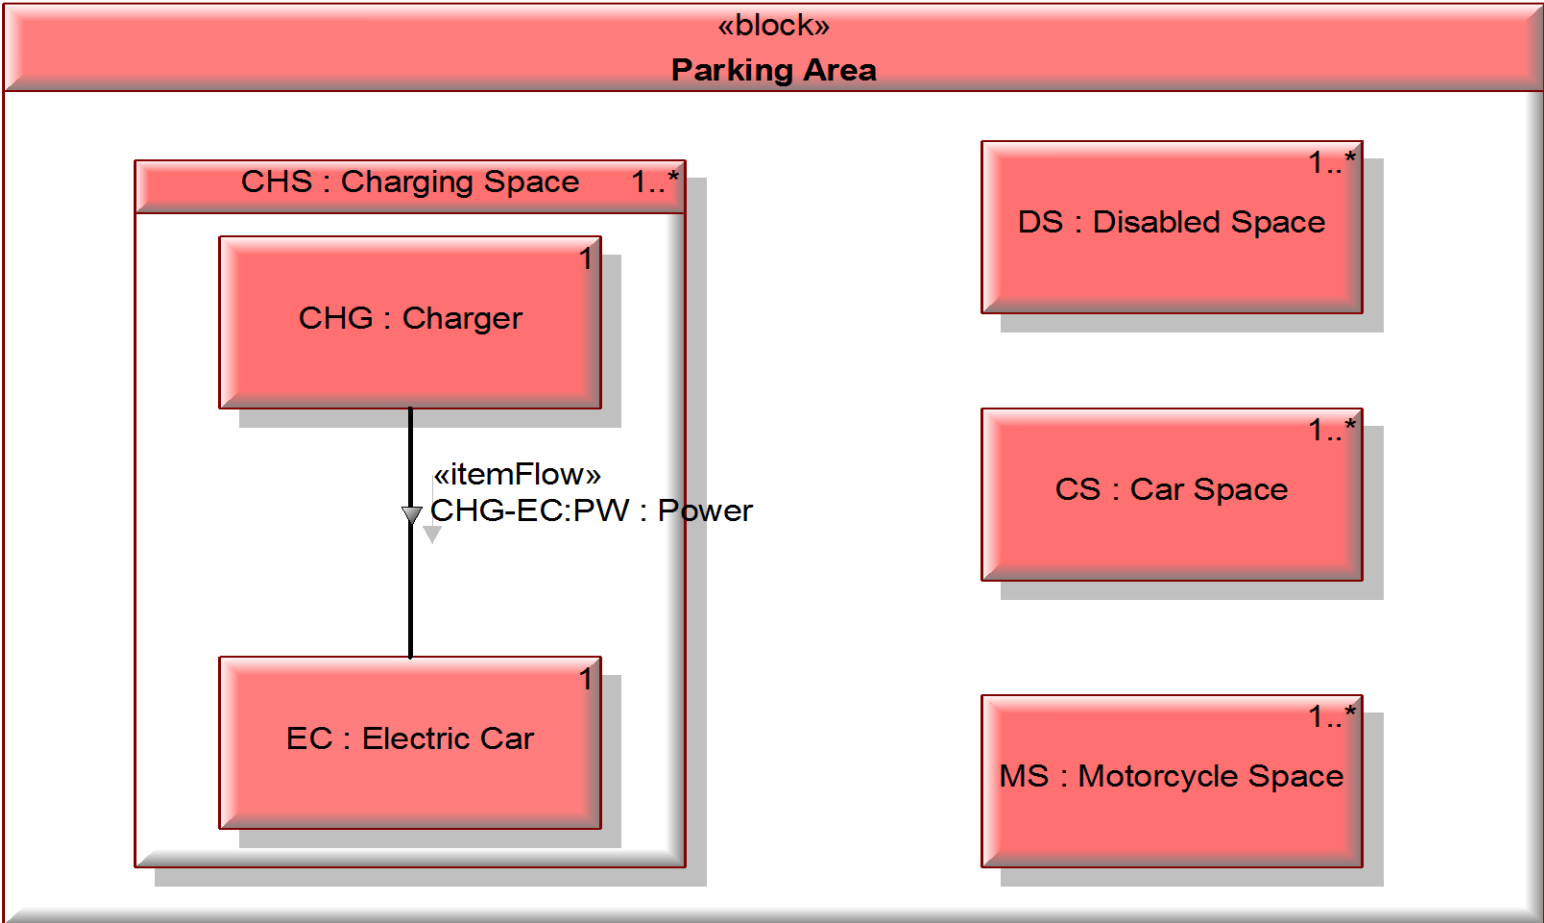 «block»
Parking Area
CHS : Charging Space 1..*
1
CHG : Charger
«itemFlow»
CHG-EC:PW : Power
1
EC : Electric Car
1..*
DS : Disabled Space
1..*
CS : Car Space
1..*
MS : Motorcycle Space